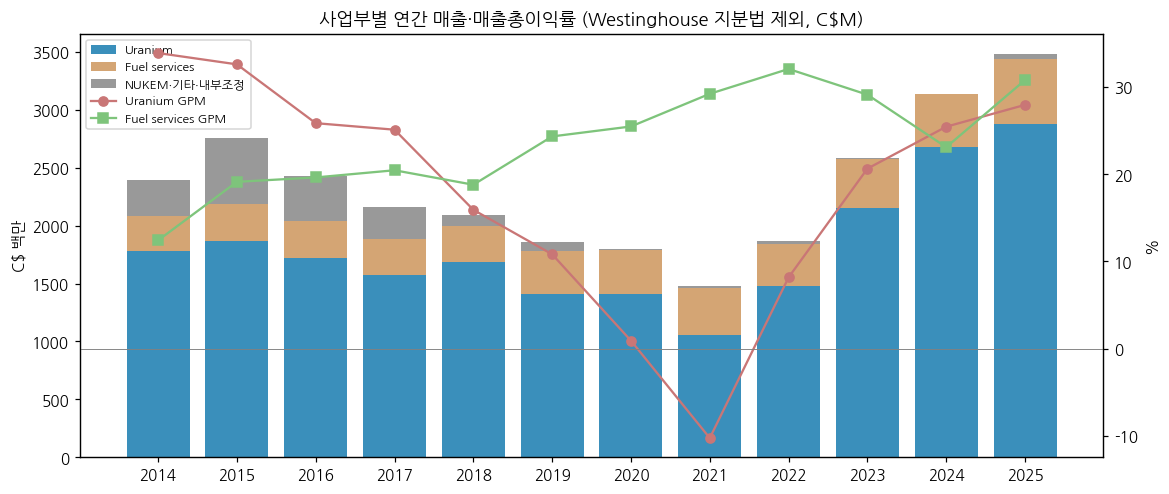 사업부별 연간 매출·매출총이익률 (Westinghouse 지분법 제외, C$M)
Uranium
Fuel services
NUKEM·기타·내부조정
Uranium GPM
Fuel services GPM
C$ 백만
3500
3000
2500
2000
1500
1000
500
0
30
20
10
0
-10
%
2014 2015 2016 2017 2018 2019 2020 2021 2022 2023 2024 2025